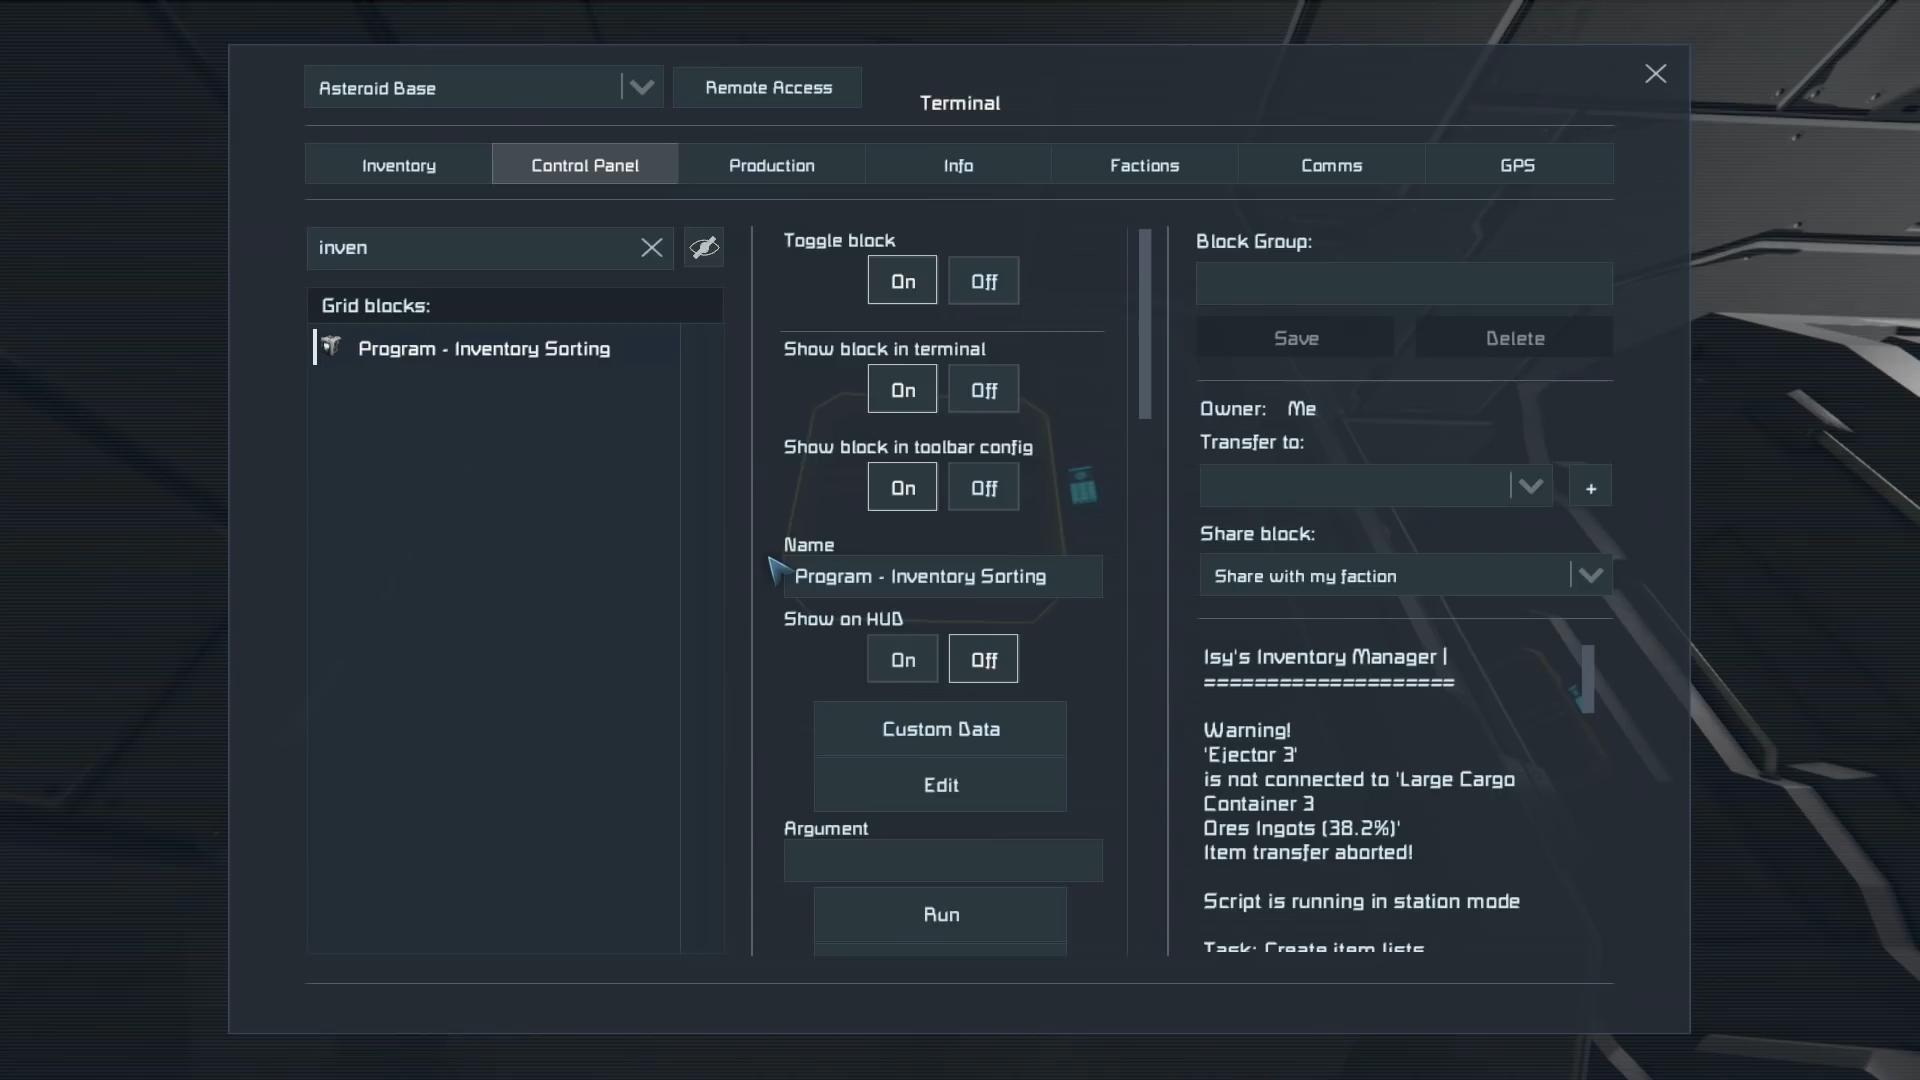 Asteroid Base
Remote Access
Terminal
Inventory
Control Panel
Production
Info
Factions
Comms
GPS
inven
Grid blocks:
Program - Inventory Sorting
Toggle block
On
Off
Show block in terminal
On
Off
Show block in toolbar config
On
Off
Name
Program - Inventory Sorting
Show on HUD
On
Off
Custom Data
Edit
Argument
Run
Block Group:
Save
Delete
Owner: Me
Transfer to:
+
Share block:
Share with my faction
Isy's Inventory Manager |
====================
Warning!
'Ejector 3'
is not connected to 'Large Cargo
Container 3
Ores Ingots (38.2%)'
Item transfer aborted!
Script is running in station mode
Task: Create item lists